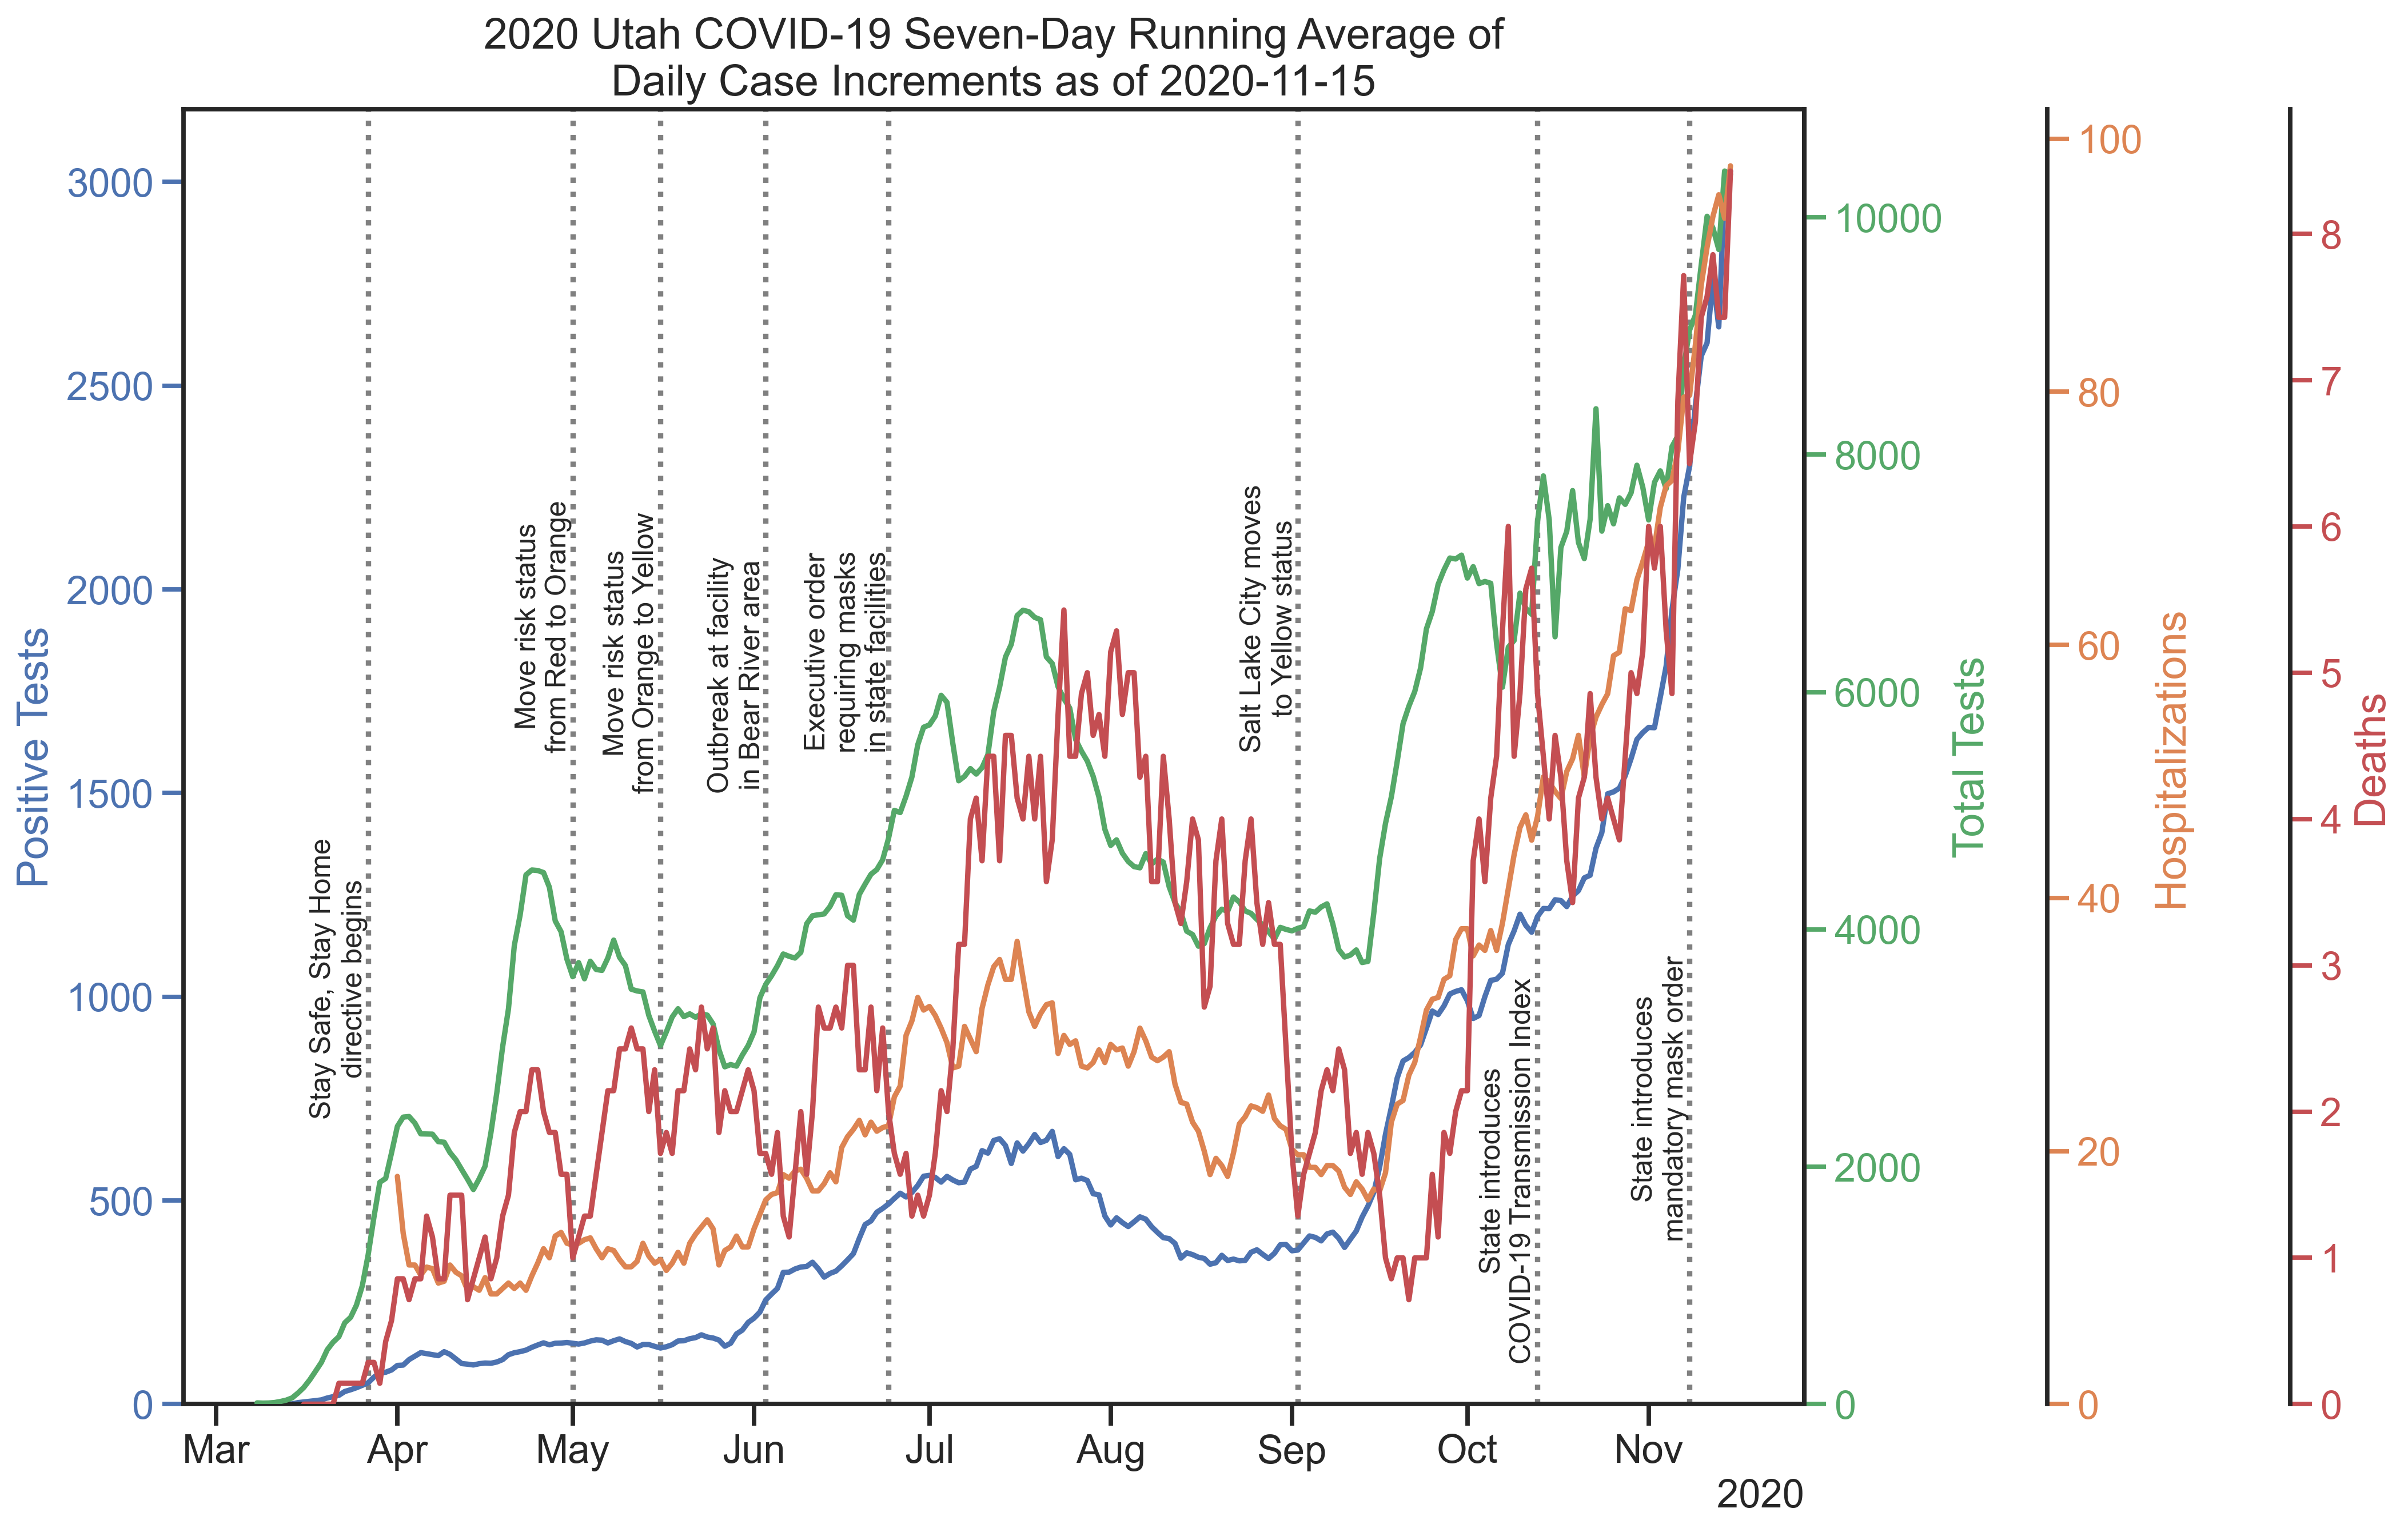 2020 Utah COVID-19 Seven-Day Running Average of
Daily Case Increments as of 2020-11-15
Positive Tests
3000
2500
2000
1500
1000
500
0
Stay Safe, Stay Home
directive begins
Move risk status
from Red to Orange
Move risk status
from Orange to Yellow
Outbreak at facility
in Bear River area
Executive order
requiring masks
in state facilities
Salt Lake City moves
to Yellow status
State introduces
COVID-19 Transmission Index
State introduces
mandatory mask order
10000
8000
6000
4000
2000
0
Total Tests
100
80
60
40
20
0
Hospitalizations
8
7
6
5
4
3
2
1
0
Deaths
Mar Apr May Jun Jul Aug Sep Oct Nov
2020